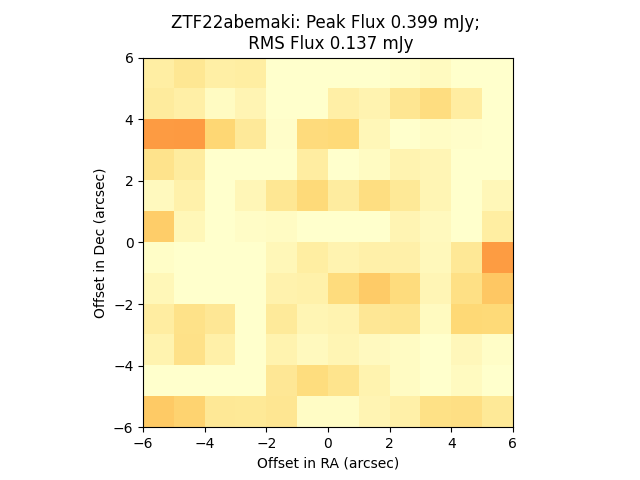 ZTF22abemaki: Peak Flux 0.399 mJy;
RMS Flux 0.137 mJy
6
4
2
0
−2
−4
−6
Offset in Dec (arcsec)
−6 −4 −2 0 2 4 6
Offset in RA (arcsec)